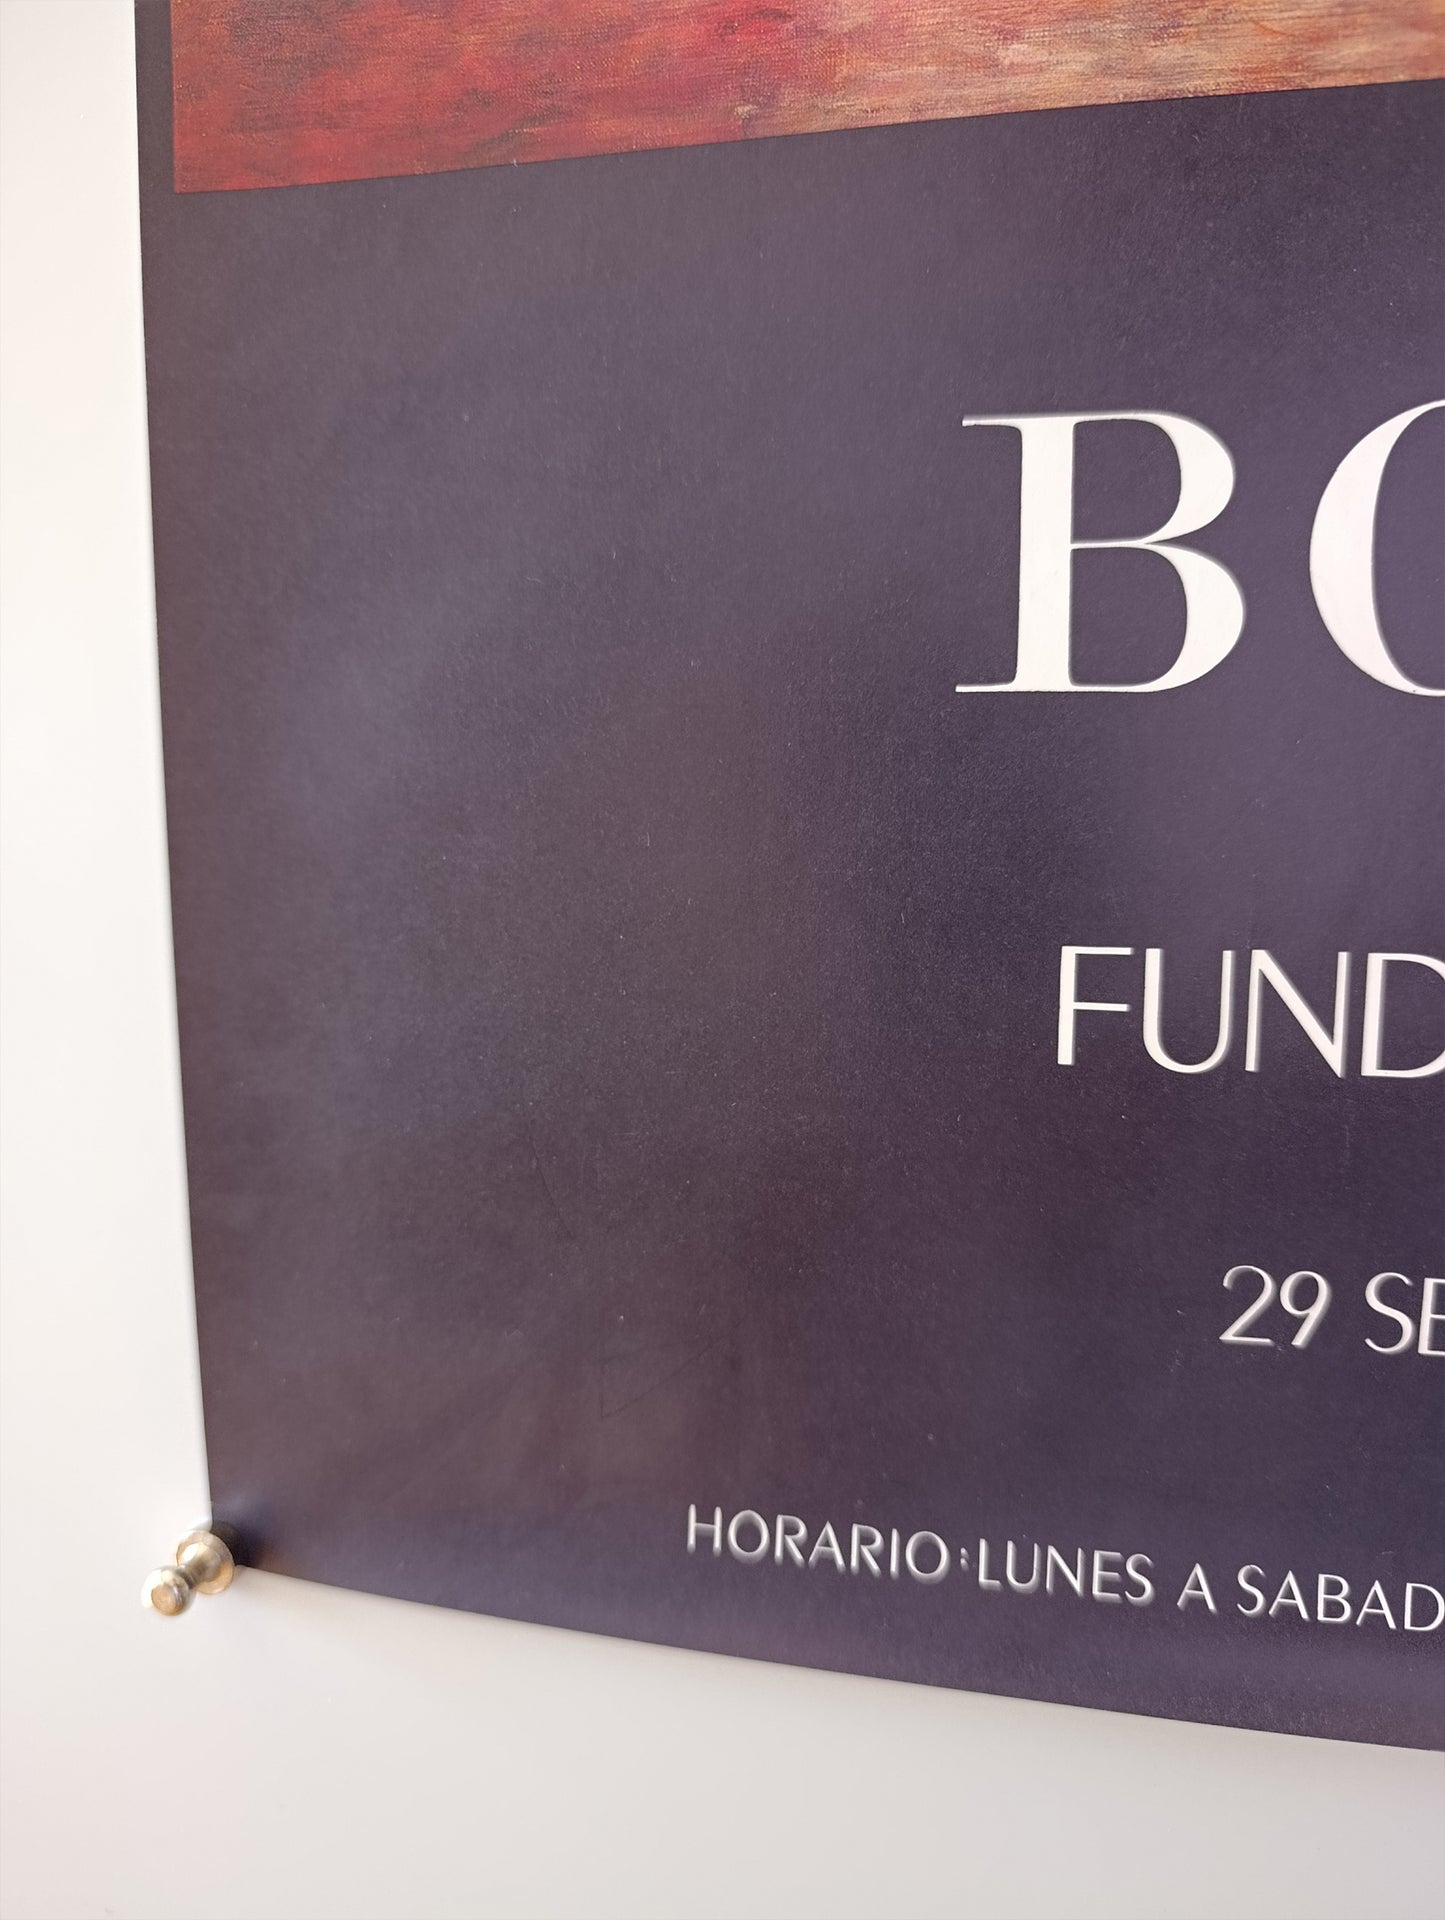 BO
FUND
29 SE
HORARIO: LUNES A SABAD